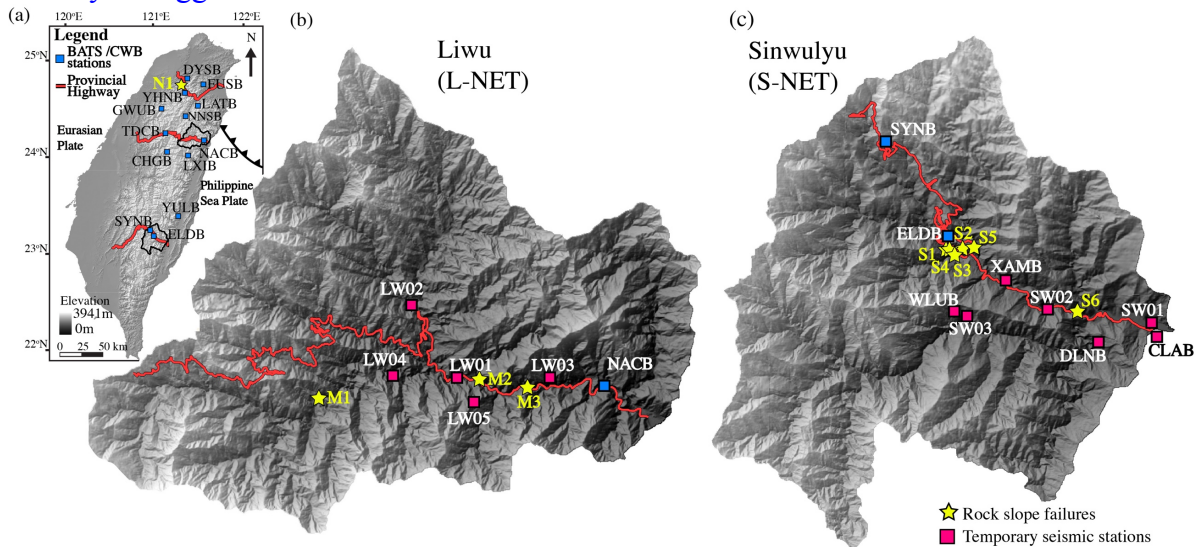 (a)
120°E
121°E
122°E
Legend
BATS /CWB
stations
Provincial
Highway
N
25°N
24°N
23°N
22°N
N1
DYSB
FUSB
YHNB
LATB
GWUB
NNSB
TDCB
Eurasian
Plate
CHGB
NACB
LXIB
Philippine
Sea Plate
YULB
SYNB
ELDB
Elevation
3941m
0m
0 25 50 km
(b)
Liwu
(L-NET)
LW02
LW04
LW01
M2
LW03
NACB
M1
M3
LW05
(c)
Sinwulyu
(S-NET)
SYNB
ELDB
S2
S5
S1
S4
S3
XAMB
WLUB
SW02
S6
SW01
SW03
DLNB
CLAB
Rock slope failures
Temporary seismic stations